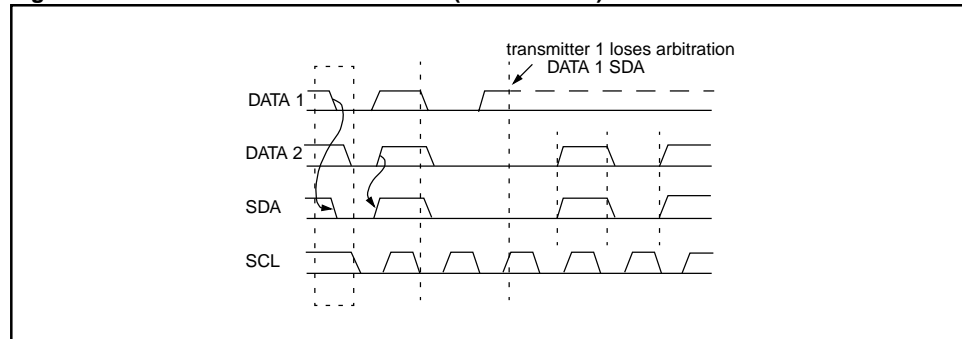 transmitter 1 loses arbitration
DATA 1 SDA
DATA 1
DATA 2
SDA
SCL